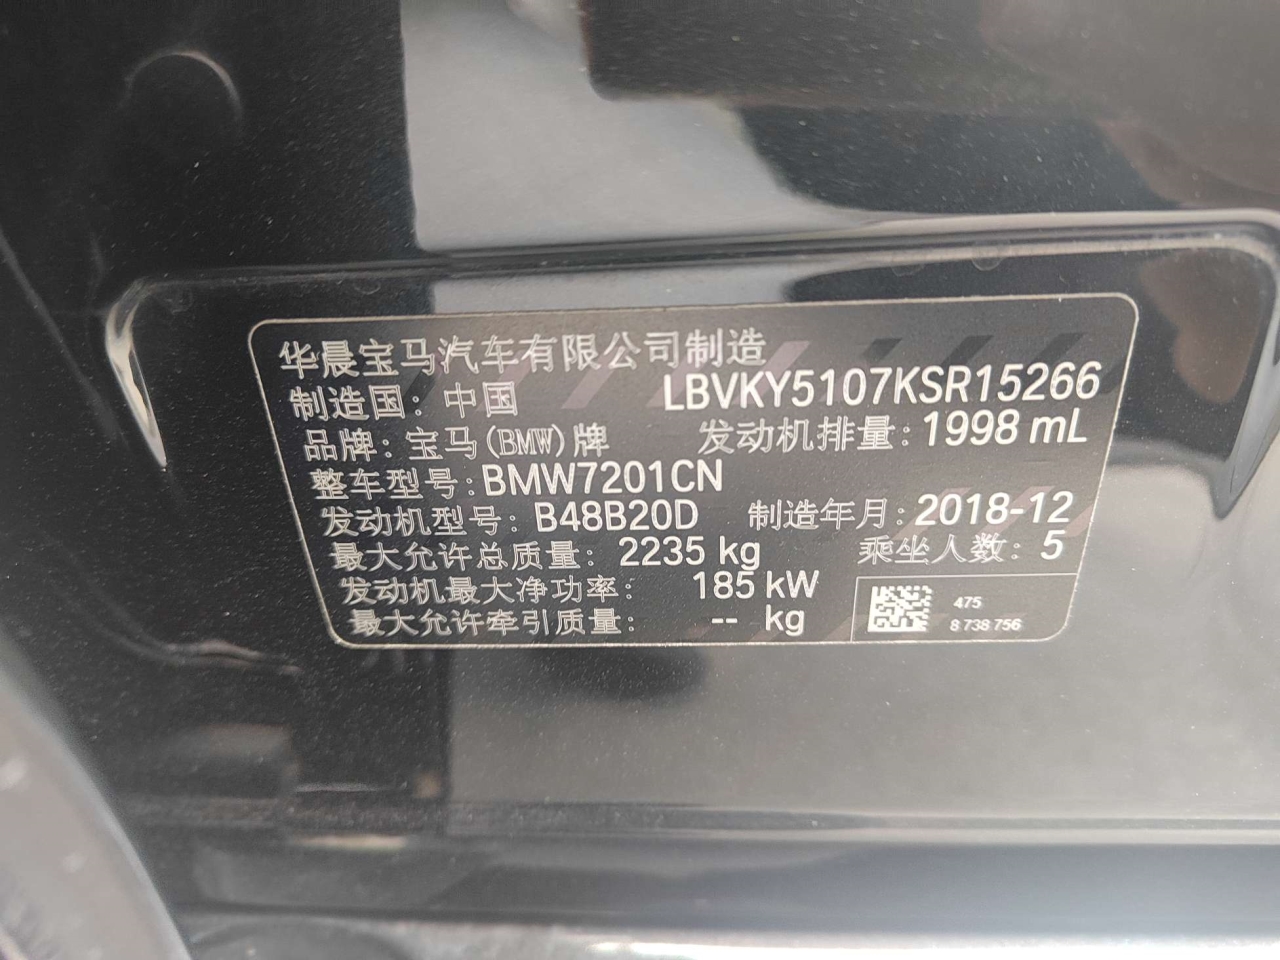 华晨宝马汽车有限公司制造
制造国：中国 LBVKY5107KSR15266
品牌：宝马(BMW)牌 发动机排量：1998 mL
整车型号：BMW7201CN
发动机型号：B48B20D 制造年月：2018-12
最大允许总质量：2235 kg 乘坐人数：5
发动机最大净功率：185 kW
最大允许牵引质量：-- kg
475
8 738 756